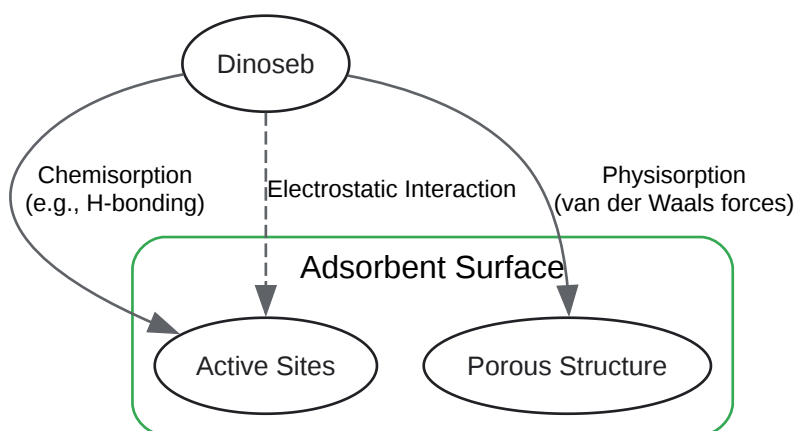 Dinoseb
Chemisorption
(e.g., H-bonding)
Electrostatic Interaction
Physisorption
(van der Waals forces)
Adsorbent Surface
Active Sites
Porous Structure